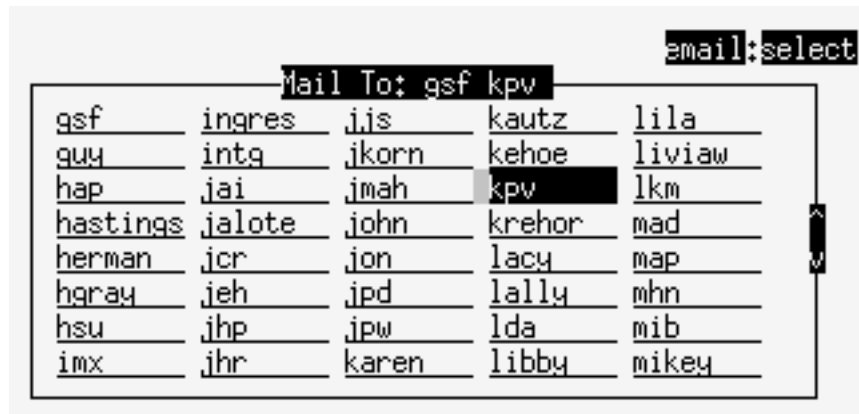 email:select
Mail To: gsf kpv
gsf ingres jjs kautz lila
guy intg jkorn kehoe liviaw
hap jai jmah kpv lkm
hastings jalote john krehor mad
^
herman jcr jon lacy map
v
hgray jeh jpd lally mhn
hsu jhp jpw lda mib
imx jhr karen libby mikey